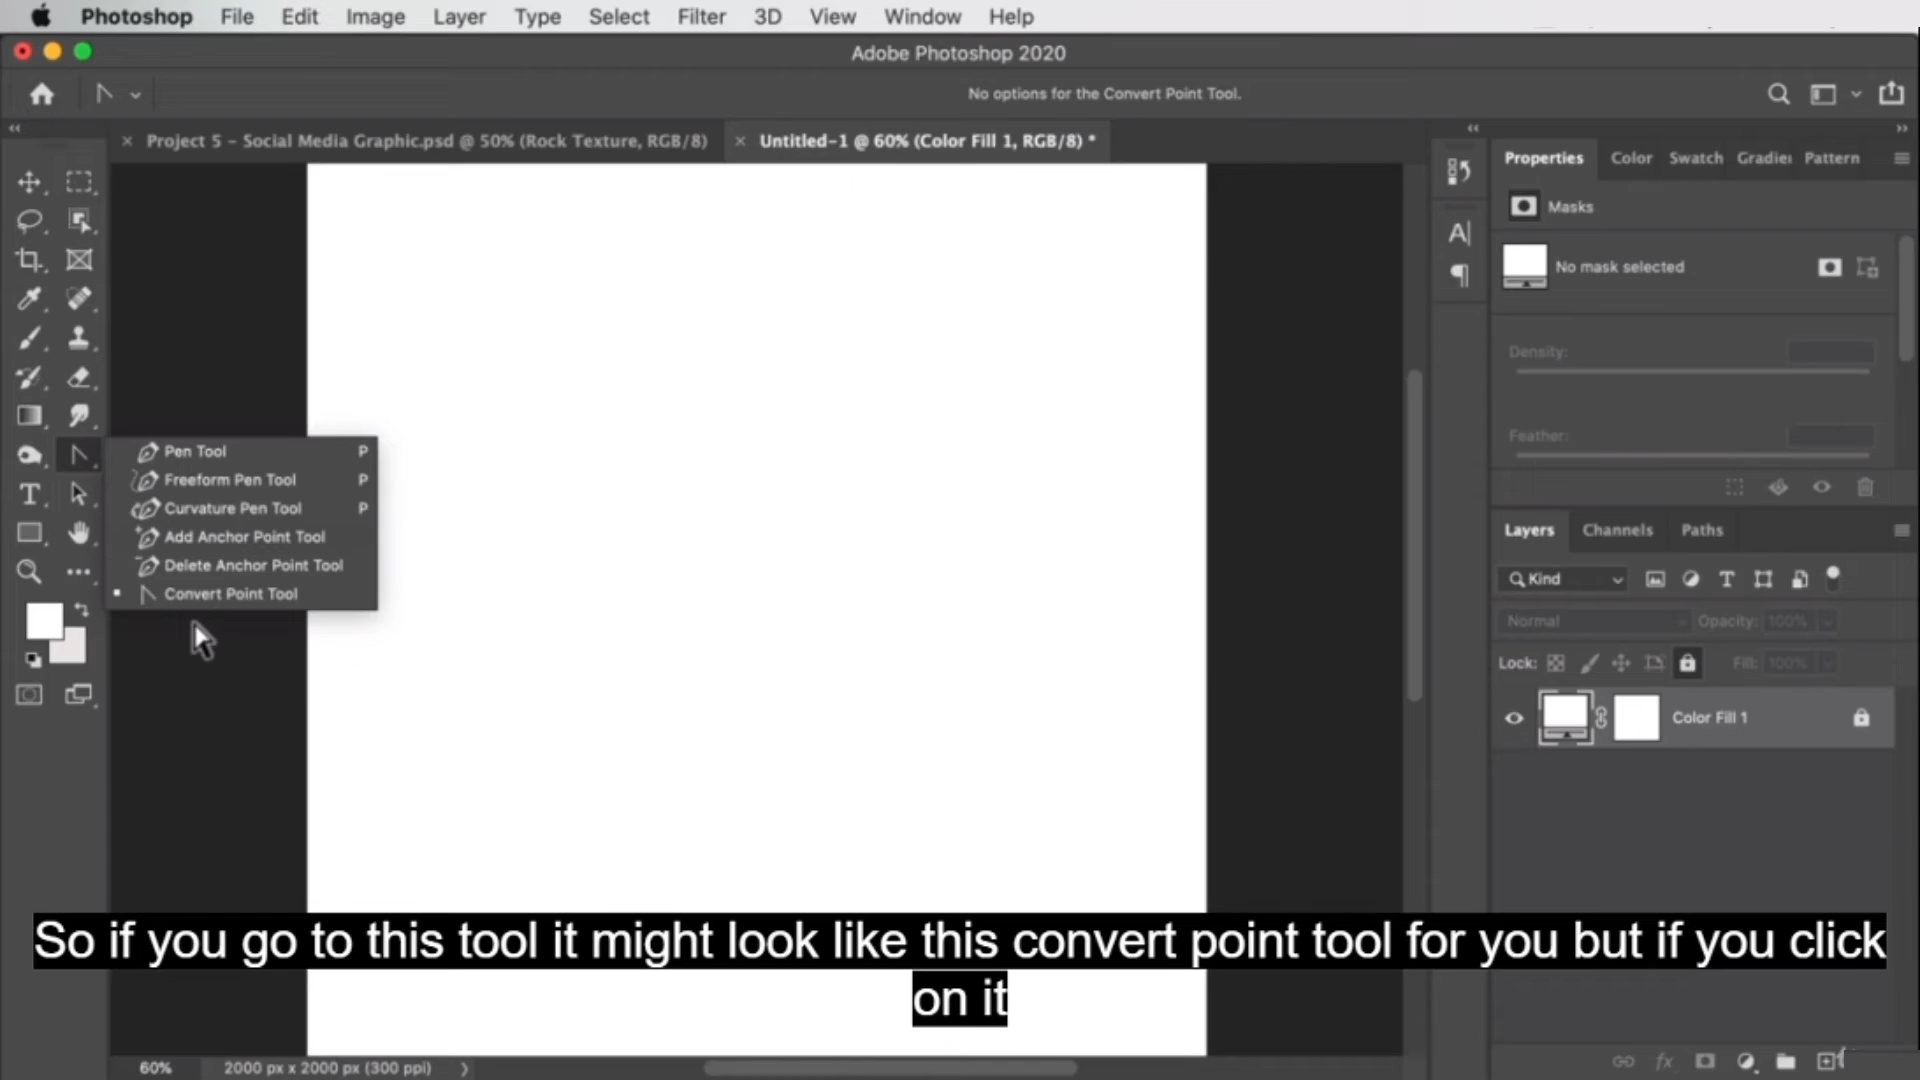 Photoshop File Edit Image Layer Type Select Filter 3D View Window Help
Adobe Photoshop 2020
No options for the Convert Point Tool.
Project 5 - Social Media Graphic.psd @ 50% (Rock Texture, RGB/8)
Untitled-1 @ 60% (Color Fill 1, RGB/8) *
Properties Color Swatch Gradier Pattern
Masks
No mask selected
Density:
Feather:
Pen Tool P
Freeform Pen Tool P
Curvature Pen Tool P
Add Anchor Point Tool
Delete Anchor Point Tool
Convert Point Tool
Layers Channels Paths
Kind
Normal Opacity: 100%
Lock: Fill: 100%
Color Fill 1
So if you go to this tool it might look like this convert point tool for you but if you click
on it
60% 2000 px x 2000 px (300 ppi)